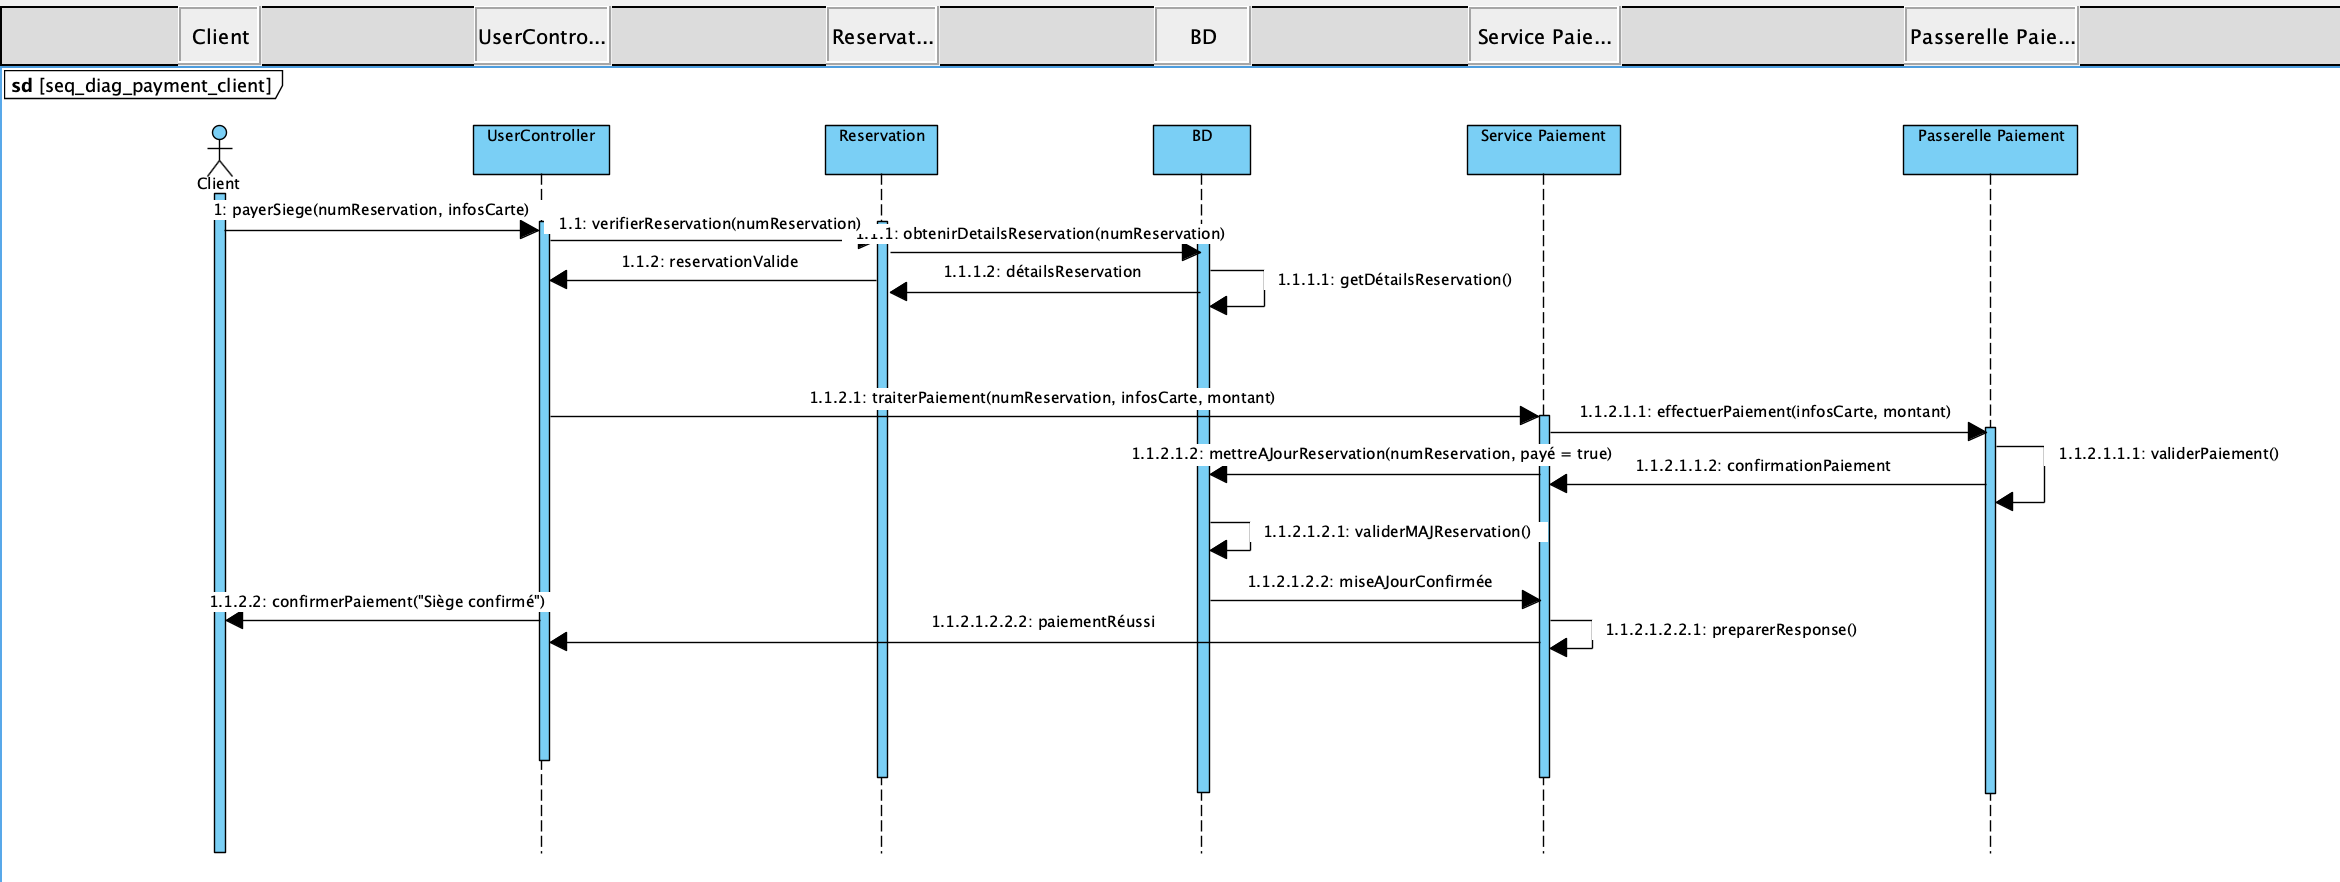 Client
UserContro...
Reservat...
BD
Service Paie...
Passerelle Paie...
sd [seq_diag_payment_client]
Client
UserController
Reservation
BD
Service Paiement
Passerelle Paiement
1: payerSiege(numReservation, infosCarte)
1.1: verifierReservation(numReservation)
1.1.1: obtenirDetailsReservation(numReservation)
1.1.2: reservationValide
1.1.1.2: détailsReservation
1.1.1.1: getDétailsReservation()
1.1.2.1: traiterPaiement(numReservation, infosCarte, montant)
1.1.2.1.1: effectuerPaiement(infosCarte, montant)
1.1.2.1.2: mettreAJourReservation(numReservation, payé = true)
1.1.2.1.1.2: confirmationPaiement
1.1.2.1.1.1: validerPaiement()
1.1.2.1.2.1: validerMAJReservation()
1.1.2.1.2.2: miseAJourConfirmée
1.1.2.2: confirmerPaiement("Siège confirmé")
1.1.2.1.2.2.2: paiementRéussi
1.1.2.1.2.2.1: preparerResponse()